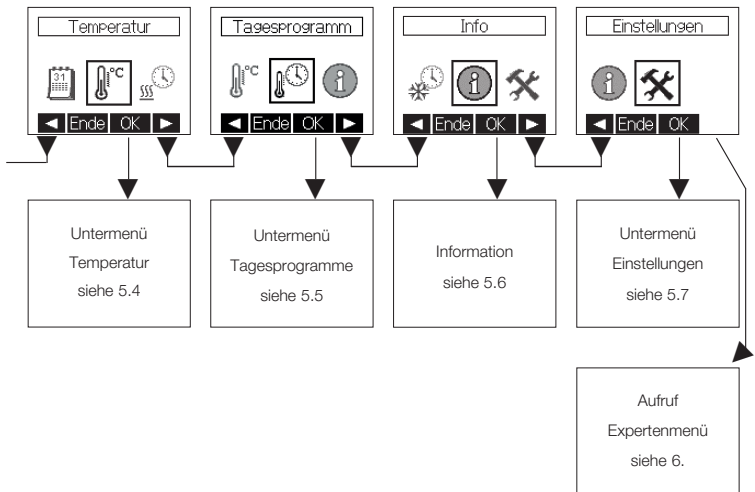 Temperatur
31
°C
Ende OK
Tagesprogramm
°C
i
Ende OK
Info
i
Ende OK
Einstellungen
i
Ende OK
Untermenü
Temperatur
siehe 5.4
Untermenü
Tagesprogramme
siehe 5.5
Information
siehe 5.6
Untermenü
Einstellungen
siehe 5.7
Aufruf
Expertenmenü
siehe 6.